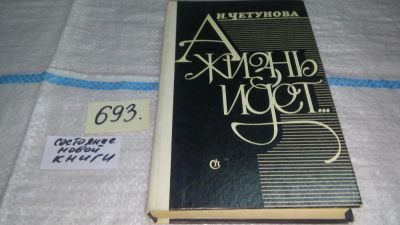 Н. ЧЕТУНОВА
А
ЖИЗНЬ
ИДЕТ...
693.
состояние
новой
книги